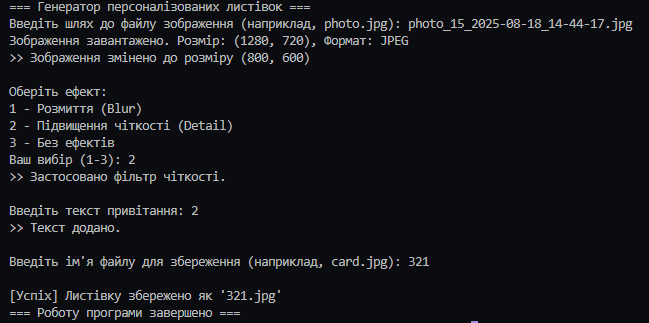 === Генератор персоналізованих листівок ===
Введіть шлях до файлу зображення (наприклад, photo.jpg): photo_15_2025-08-18_14-44-17.jpg
Зображення завантажено. Розмір: (1280, 720), Формат: JPEG
>> Зображення змінено до розміру (800, 600)
Оберіть ефект:
1 - Розмиття (Blur)
2 - Підвищення чіткості (Detail)
3 - Без ефектів
Ваш вибір (1-3): 2
>> Застосовано фільтр чіткості.
Введіть текст привітання: 2
>> Текст додано.
Введіть ім'я файлу для збереження (наприклад, card.jpg): 321
[Успіх] Листівку збережено як '321.jpg'
=== Роботу програми завершено ===